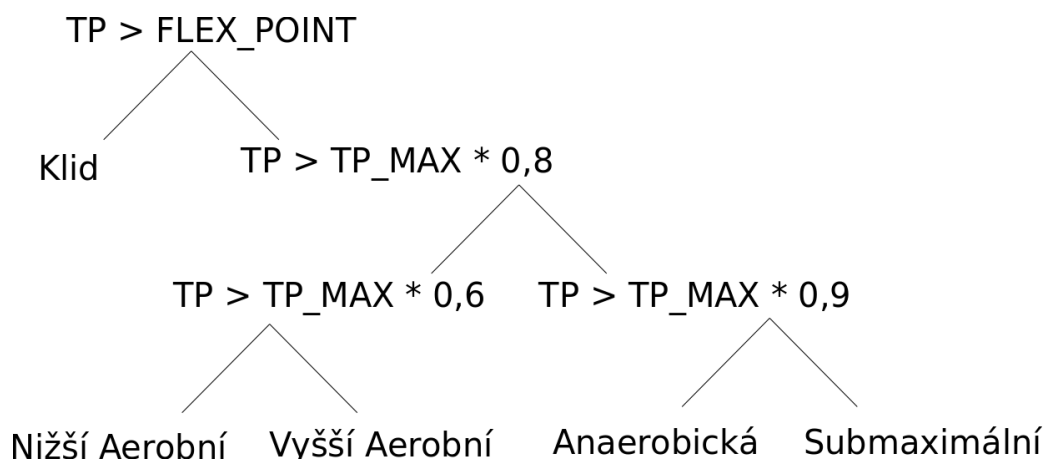 TP > FLEX_POINT
Klid
TP > TP_MAX * 0,8
TP > TP_MAX * 0,6
TP > TP_MAX * 0,9
Nižší Aerobní
Vyšší Aerobní
Anaerobická
Submaximální